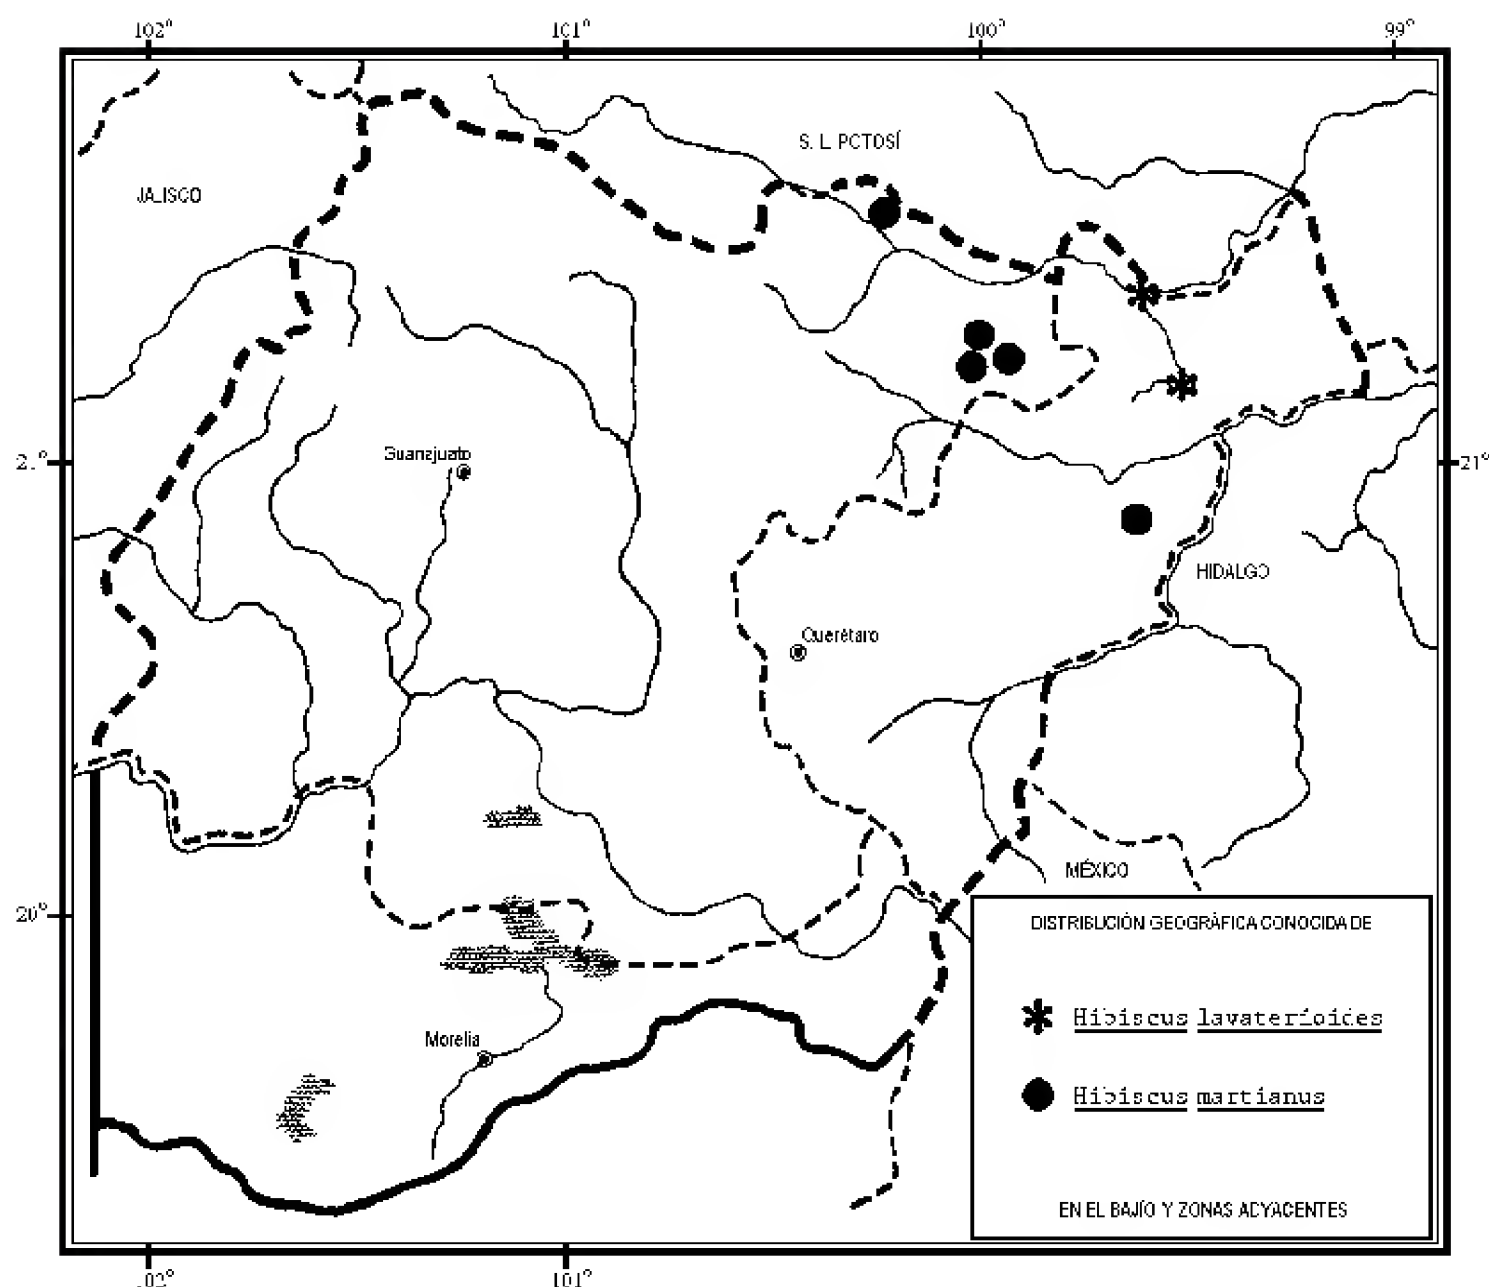 102° 101° 100° 99°
S. L. POTOSÍ
JALISCO
Guanajuato
21° 21°
HIDALGO
Querétaro
MÉXICO
20°
DISTRIBUCIÓN GEOGRÁFICA CONOCIDA DE
Hibiscus lavaterioides
Hibiscus martianus
EN EL BAJÍO Y ZONAS ADYACENTES
Morelia
102° 101°